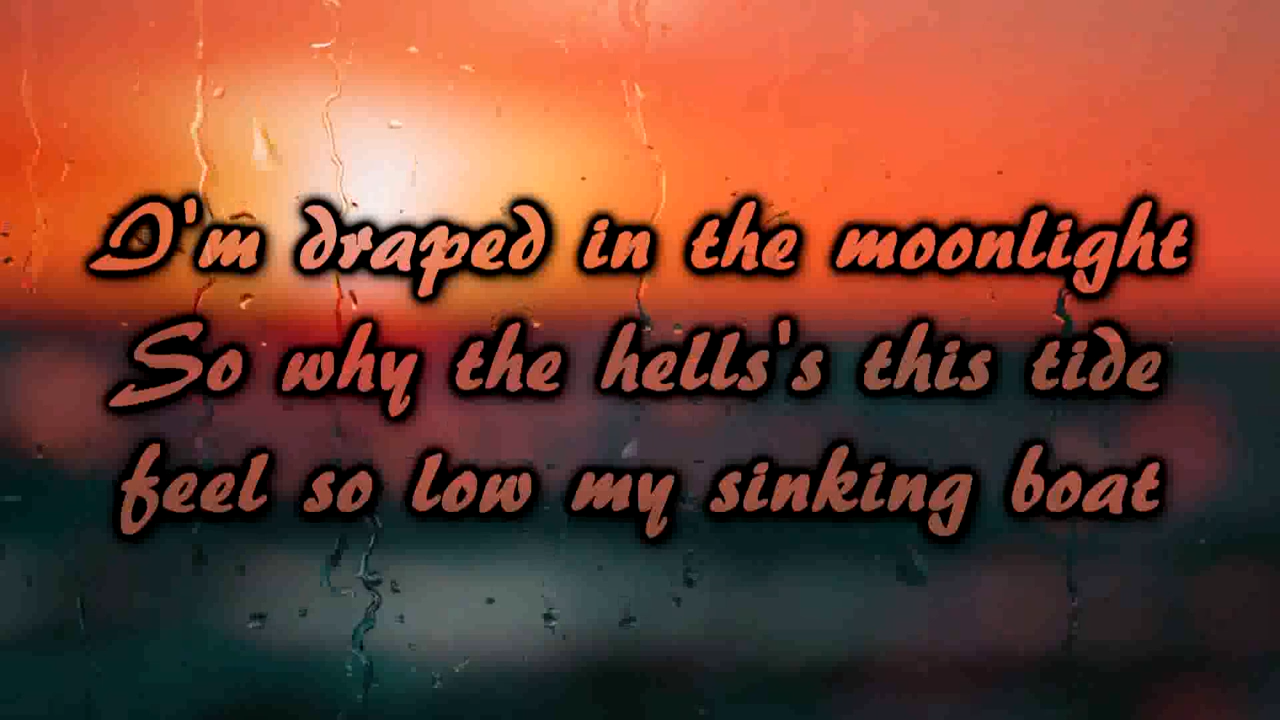 I'm draped in the moonlight
So why the hells's this tide
feel so low my sinking boat